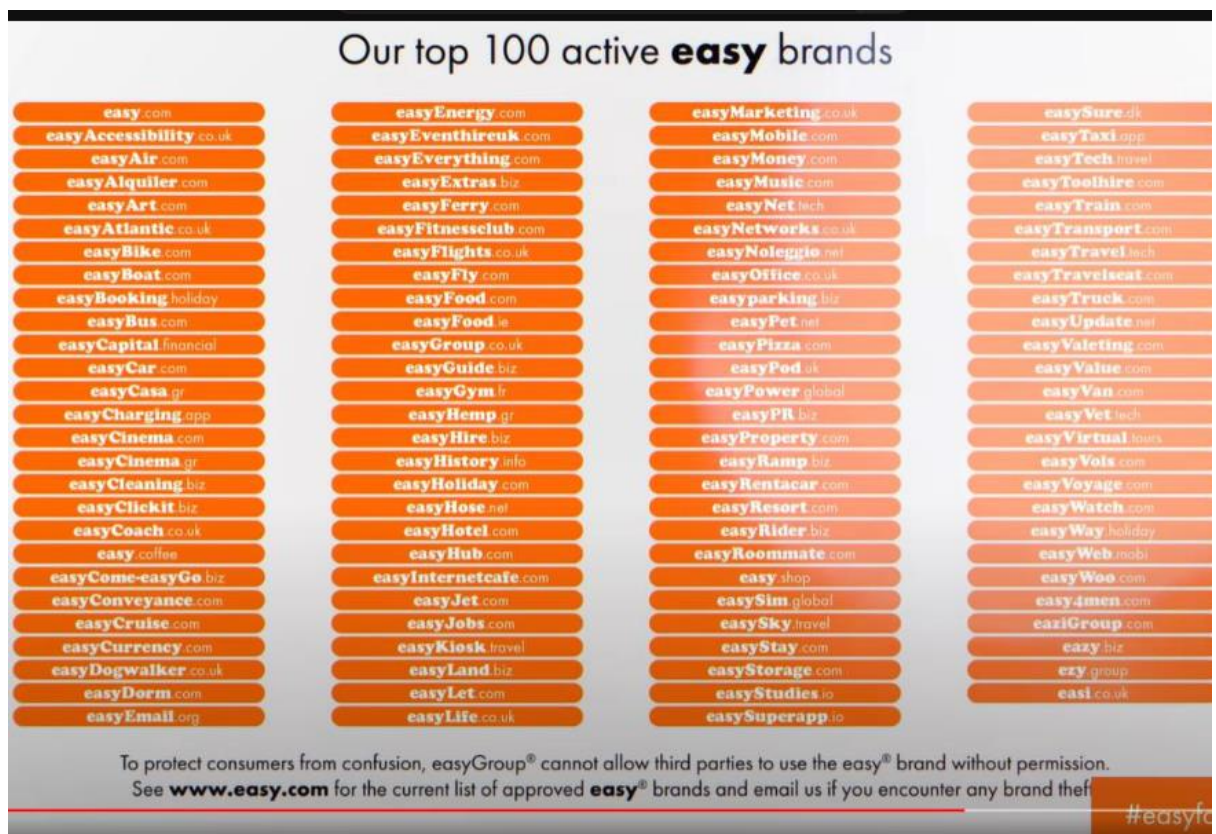 Our top 100 active easy brands
easy.com
easyAccessibility.co.uk
easyAir.com
easyAlquiler.com
easyArt.com
easyAtlantic.co.uk
easyBike.com
easyBoat.com
easyBooking.holiday
easyBus.com
easyCapital.financial
easyCar.com
easyCasa.gr
easyCharging.app
easyCinema.com
easyCinema.gr
easyCleaning.biz
easyClickit.biz
easyCoach.co.uk
easy.coffee
easyCome-easyGo.biz
easyConveyance.com
easyCruise.com
easyCurrency.com
easyDogwalker.co.uk
easyDorm.com
easyEmail.org
easyEnergy.com
easyEventhireuk.com
easyEverything.com
easyExtras.biz
easyFerry.com
easyFitnessclub.com
easyFlights.co.uk
easyFly.com
easyFood.com
easyFood.ie
easyGroup.co.uk
easyGuide.biz
easyGym.fr
easyHemp.gr
easyHire.biz
easyHistory.info
easyHoliday.com
easyHose.net
easyHotel.com
easyHub.com
easyInternetcafe.com
easyJet.com
easyJobs.com
easyKiosk.travel
easyLand.biz
easyLet.com
easyLife.co.uk
easyMarketing.co.uk
easyMobile.com
easyMoney.com
easyMusic.com
easyNet.tech
easyNetworks.co.uk
easyNoleggio.net
easyOffice.co.uk
easyparking.biz
easyPet.net
easyPizza.com
easyPod.uk
easyPower.global
easyPR.biz
easyProperty.com
easyRamp.biz
easyRentacar.com
easyResort.com
easyRider.biz
easyRoommate.com
easy.shop
easySim.global
easySky.travel
easyStay.com
easyStorage.com
easyStudies.io
easySuperapp.io
easySure.dk
easyTaxi.app
easyTech.travel
easyToolhire.com
easyTrain.com
easyTransport.com
easyTravel.tech
easyTravelseat.com
easyTruck.com
easyUpdate.net
easyValeting.com
easyValue.com
easyVan.com
easyVet.tech
easyVirtual.tours
easyVols.com
easyVoyage.com
easyWatch.com
easyWay.holiday
easyWeb.mobi
easyWoo.com
easy4men.com
eaziGroup.com
eazy.biz
ezy.group
easi.co.uk
To protect consumers from confusion, easyGroup® cannot allow third parties to use the easy® brand without permission.
See www.easy.com for the current list of approved easy® brands and email us if you encounter any brand thef
#easyfo